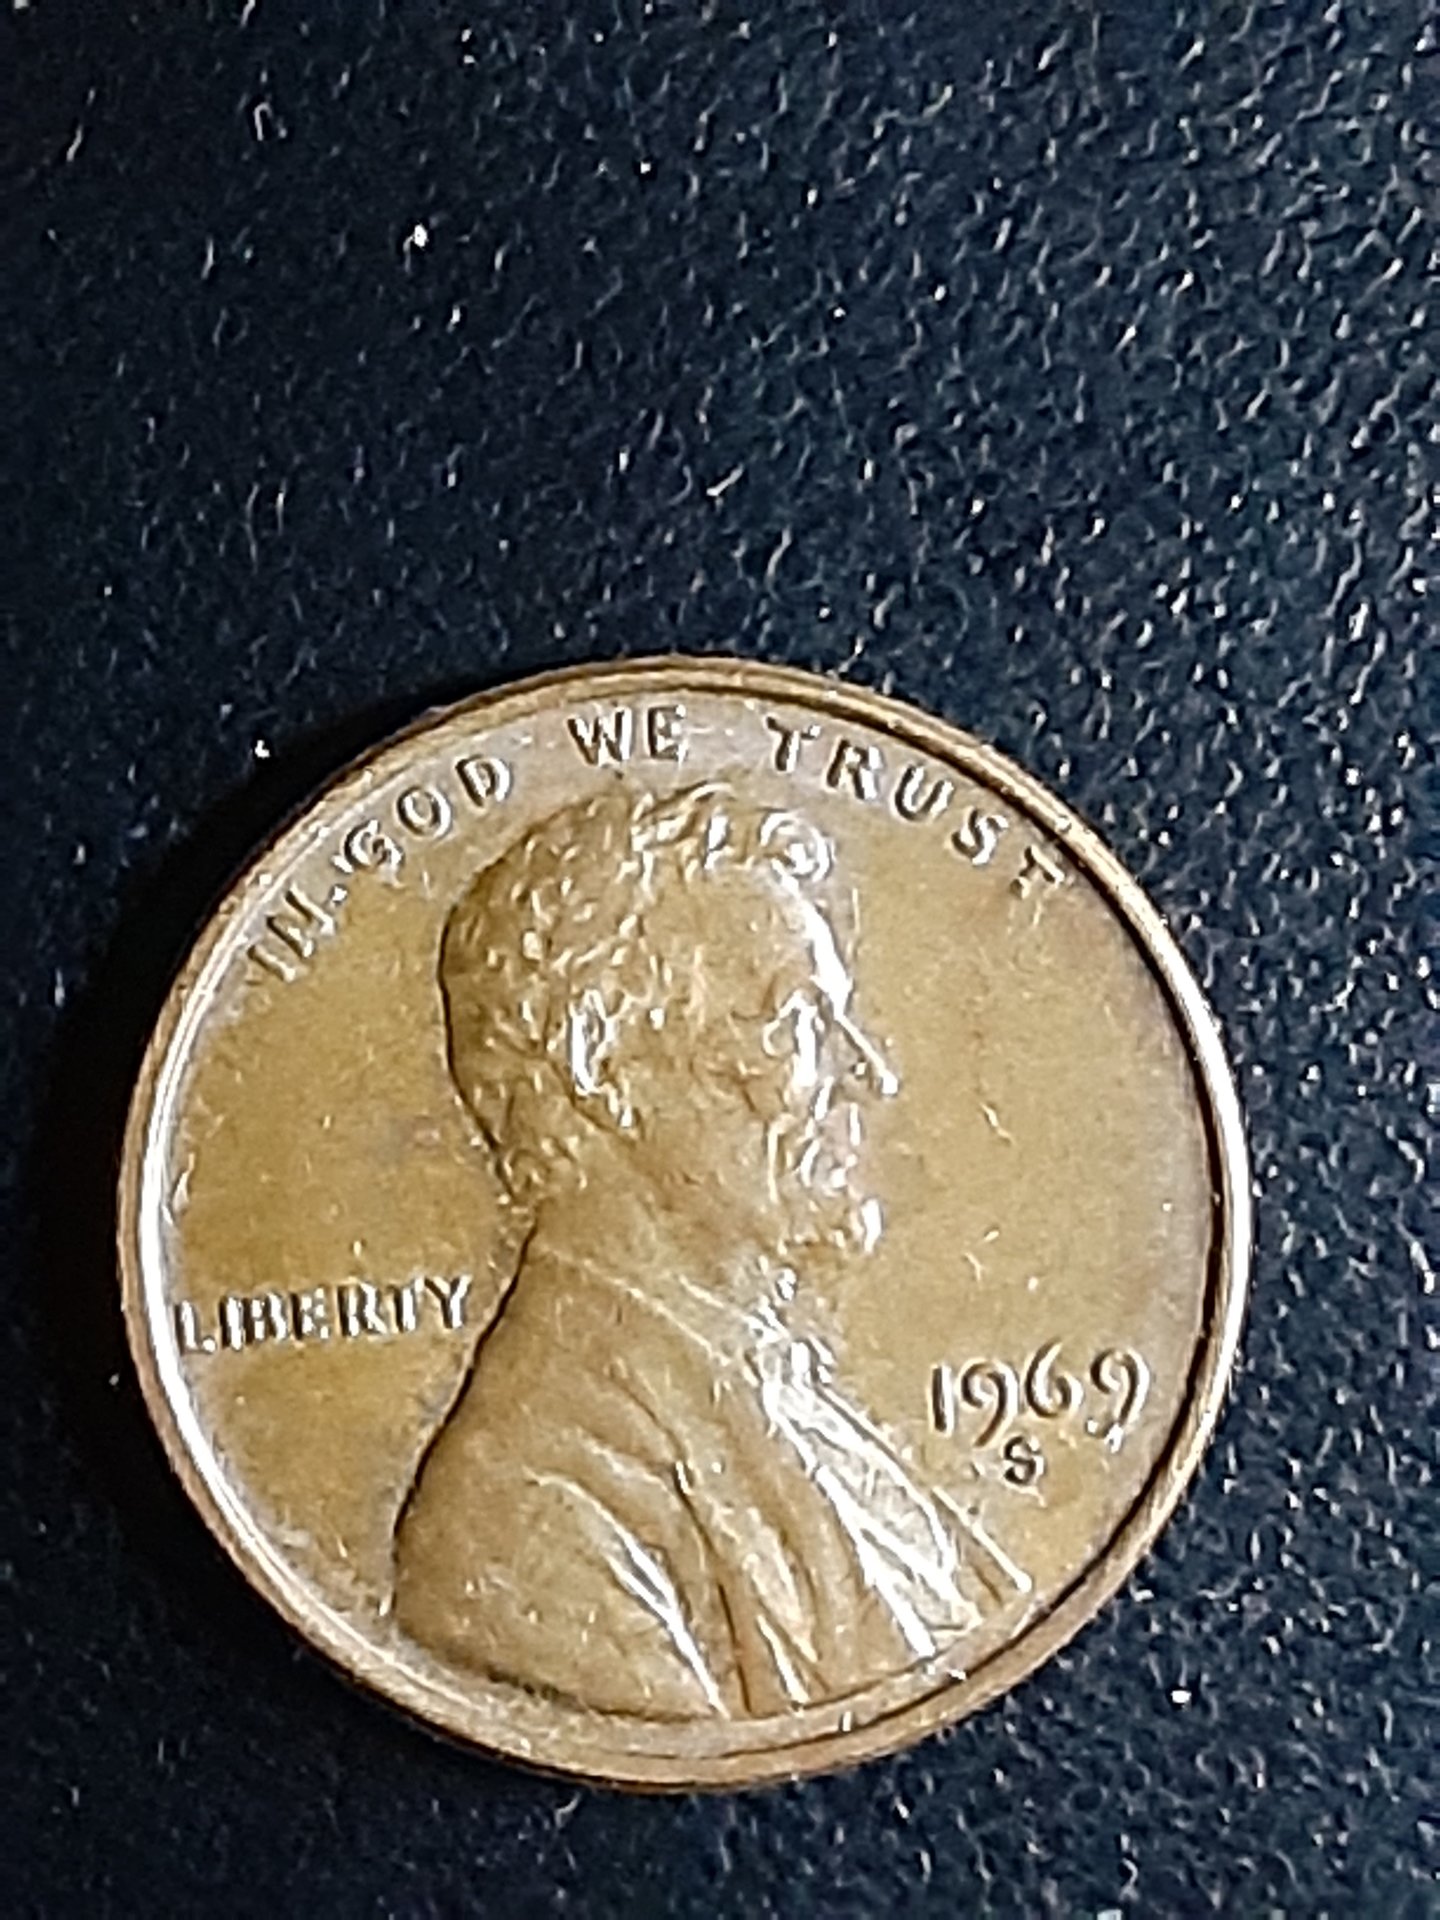 IN GOD WE TRUST
LIBERTY
1969
S